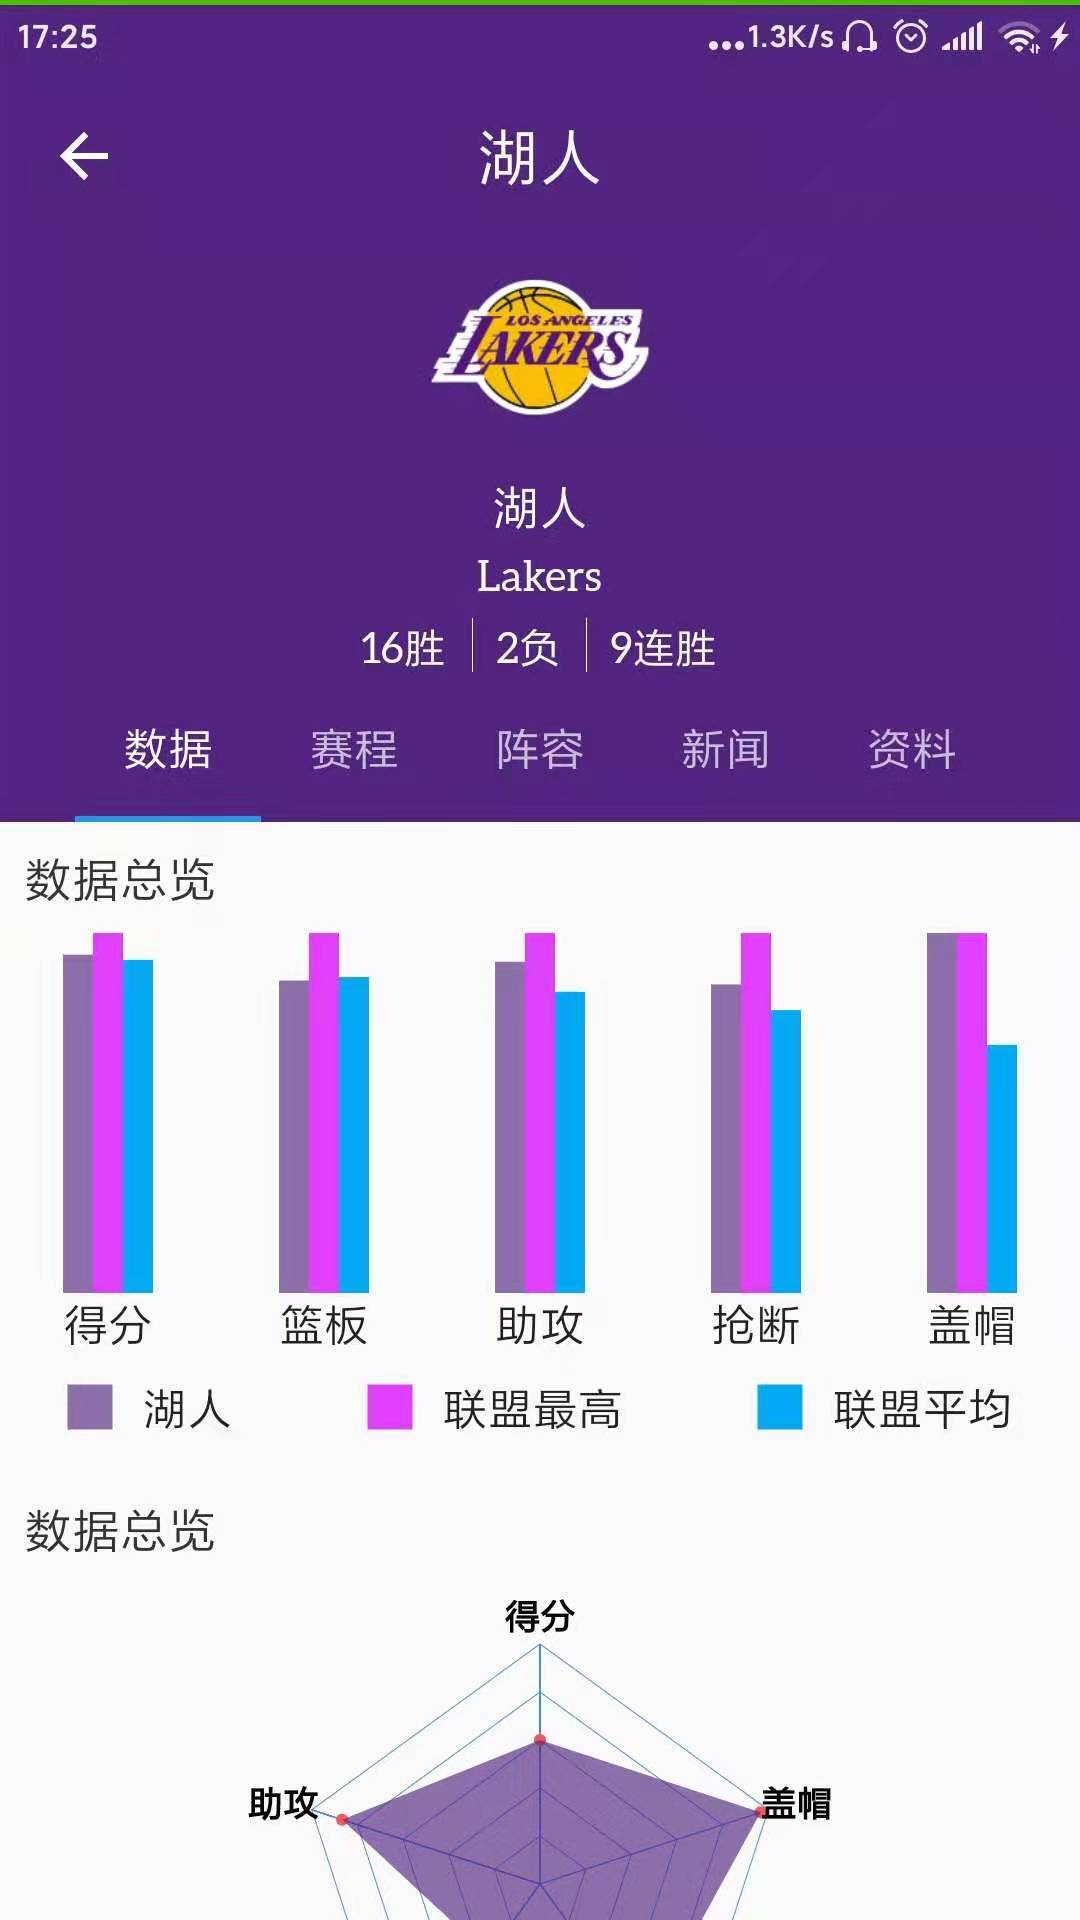 17:25
...1.3K/s
湖人
LOS ANGELES
LAKERS
湖人
Lakers
16胜 2负 9连胜
数据 赛程 阵容 新闻 资料
数据总览
得分 篮板 助攻 抢断 盖帽
湖人 联盟最高 联盟平均
数据总览
得分
助攻 盖帽